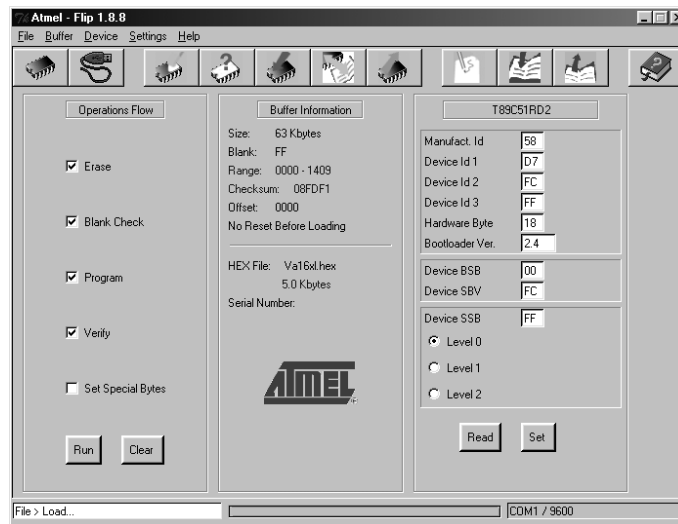 Atmel - Flip 1.8.8
File Buffer Device Settings Help
Operations Flow
Erase
Blank Check
Program
Verify
Set Special Bytes
Run Clear
Buffer Information
Size: 63 Kbytes
Blank: FF
Range: 0000 - 1409
Checksum: 08FDF1
Offset: 0000
No Reset Before Loading
HEX File: Va16xl.hex
5.0 Kbytes
Serial Number:
ATMEL
T89C51RD2
Manufact. Id 58
Device Id 1 D7
Device Id 2 FC
Device Id 3 FF
Hardware Byte 18
Bootloader Ver. 2.4
Device BSB 00
Device SBV FC
Device SSB FF
Level 0
Level 1
Level 2
Read Set
File > Load... COM1 / 9600